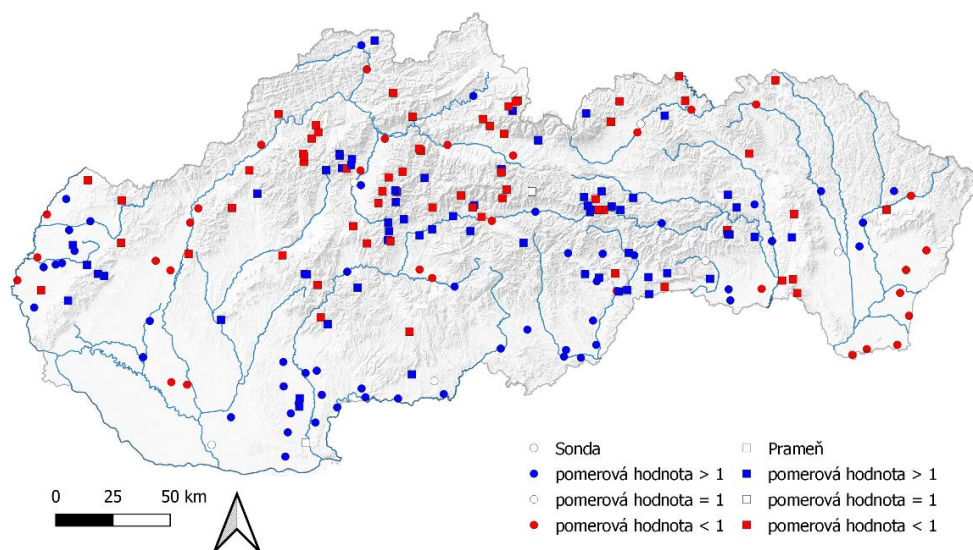 Sonda
pomerová hodnota > 1
pomerová hodnota = 1
pomerová hodnota < 1
Prameň
pomerová hodnota > 1
pomerová hodnota = 1
pomerová hodnota < 1
0 25 50 km